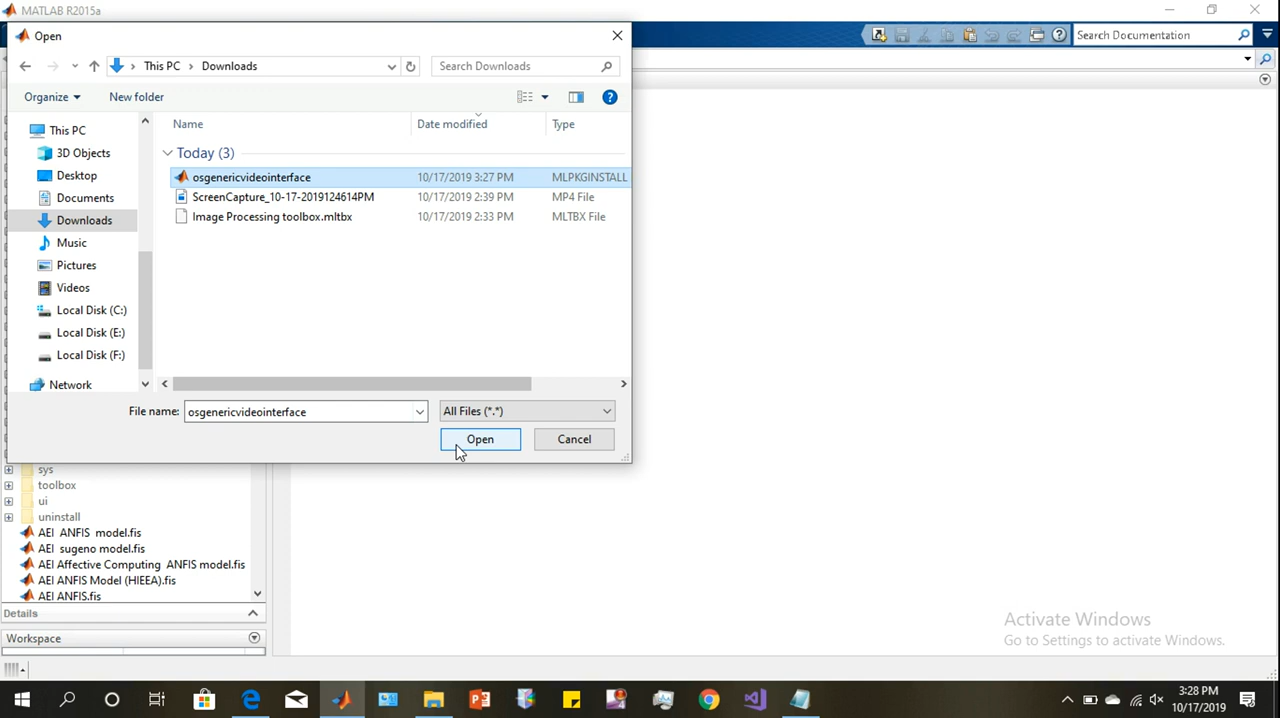 MATLAB R2015a
Open
This PC › Downloads
Search Downloads
Search Documentation
Organize
New folder
Name
Date modified
Type
This PC
3D Objects
Desktop
Documents
Downloads
Music
Pictures
Videos
Local Disk (C:)
Local Disk (E:)
Local Disk (F:)
Network
Today (3)
osgenericvideointerface 10/17/2019 3:27 PM MLPKGINSTALL
ScreenCapture_10-17-2019124614PM 10/17/2019 2:39 PM MP4 File
Image Processing toolbox.mltbx 10/17/2019 2:33 PM MLTBX File
File name: osgenericvideointerface
All Files (*.*)
Open
Cancel
sys
toolbox
ui
uninstall
AEI ANFIS model.fis
AEI sugeno model.fis
AEI Affective Computing ANFIS model.fis
AEI ANFIS Model (HIEEA).fis
AEI ANFIS.fis
Details
Workspace
Activate Windows
Go to Settings to activate Windows.
3:28 PM
10/17/2019